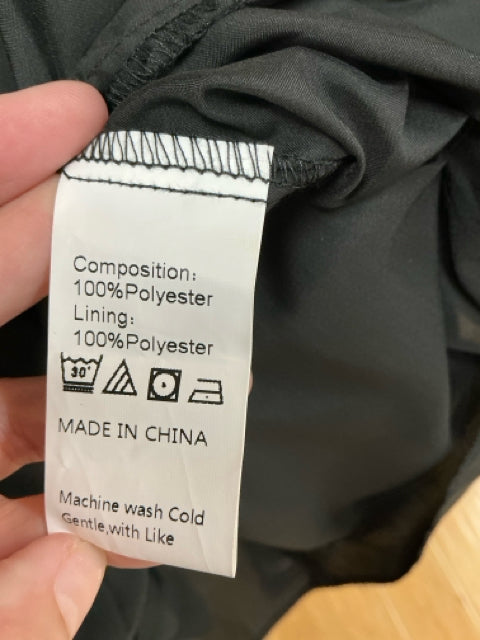 Composition:
100%Polyester
Lining:
100%Polyester
30°
MADE IN CHINA
Machine wash Cold
Gentle,with Like